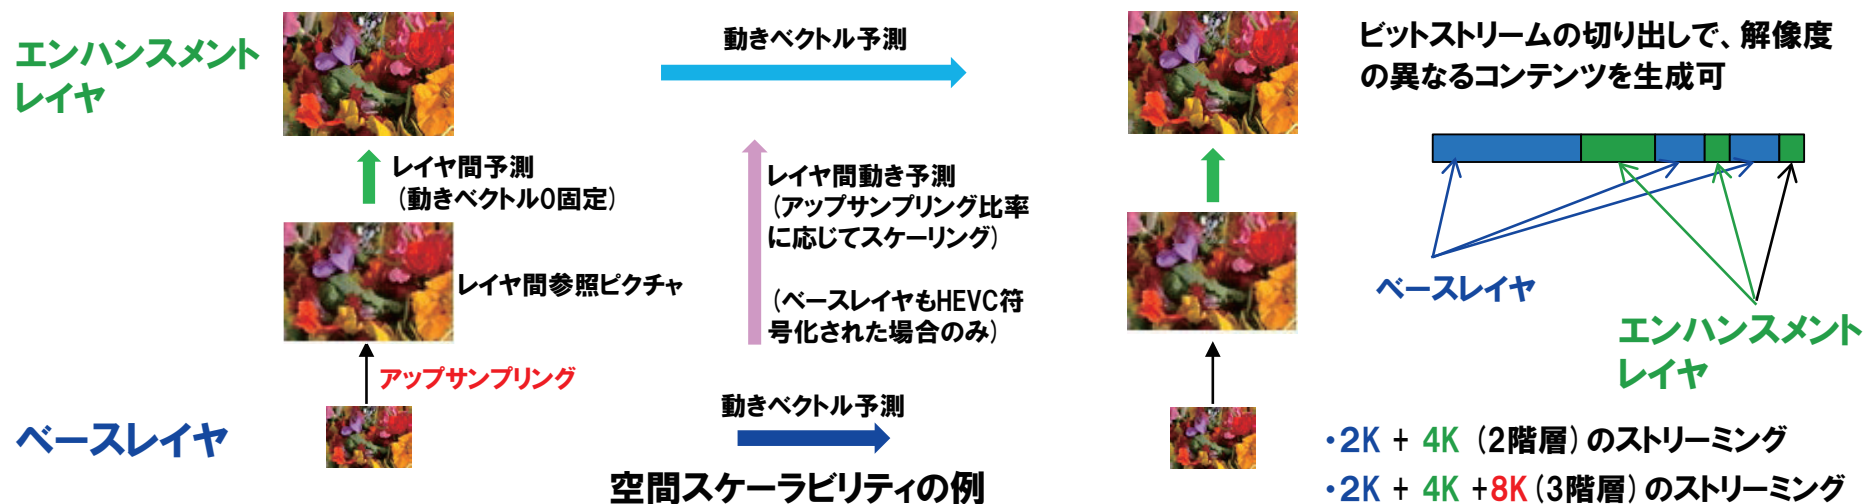 エンハンスメント
レイヤ
動きベクトル予測
レイヤ間予測
(動きベクトル0固定)
レイヤ間動き予測
(アップサンプリング比率
に応じてスケーリング)
(ベースレイヤもHEVC符
号化された場合のみ)
レイヤ間参照ピクチャ
アップサンプリング
ベースレイヤ
動きベクトル予測
空間スケーラビリティの例
ビットストリームの切り出しで、解像度
の異なるコンテンツを生成可
ベースレイヤ
エンハンスメント
レイヤ
・2K + 4K (2階層)のストリーミング
・2K + 4K +8K(3階層)のストリーミング